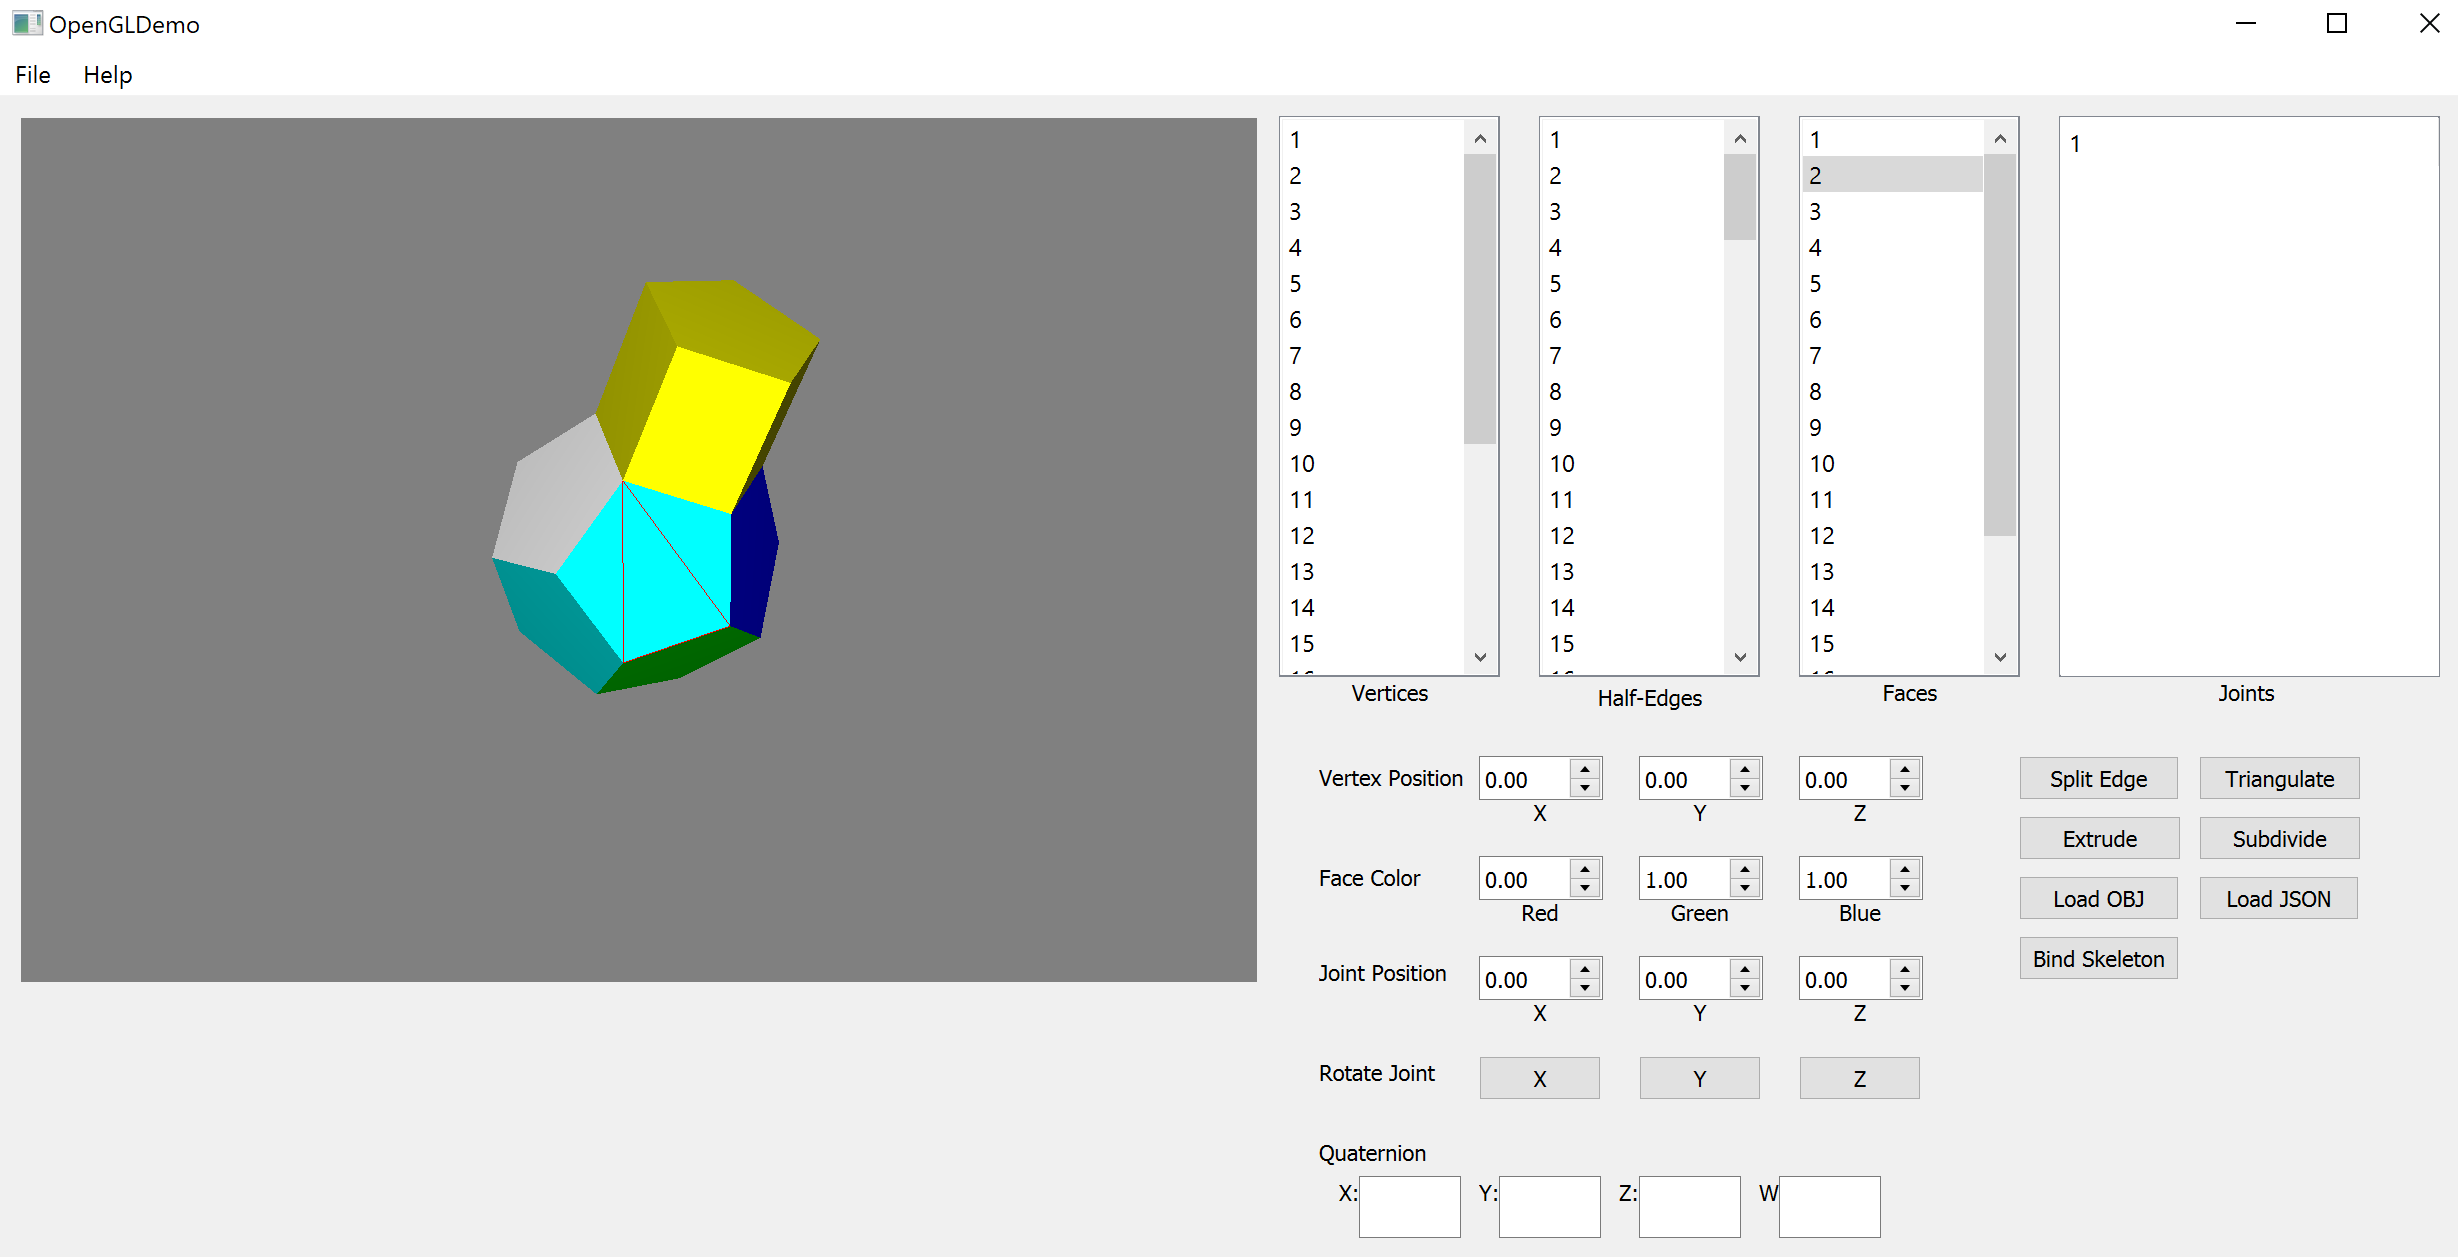 OpenGLDemo
File Help
1
2
3
4
5
6
7
8
9
10
11
12
13
14
15
Vertices
1
2
3
4
5
6
7
8
9
10
11
12
13
14
15
Half-Edges
1
2
3
4
5
6
7
8
9
10
11
12
13
14
15
Faces
1
Joints
Vertex Position 0.00 0.00 0.00
X Y Z
Face Color 0.00 1.00 1.00
Red Green Blue
Joint Position 0.00 0.00 0.00
X Y Z
Rotate Joint X Y Z
Quaternion
X: Y: Z: W
Split Edge Triangulate
Extrude Subdivide
Load OBJ Load JSON
Bind Skeleton